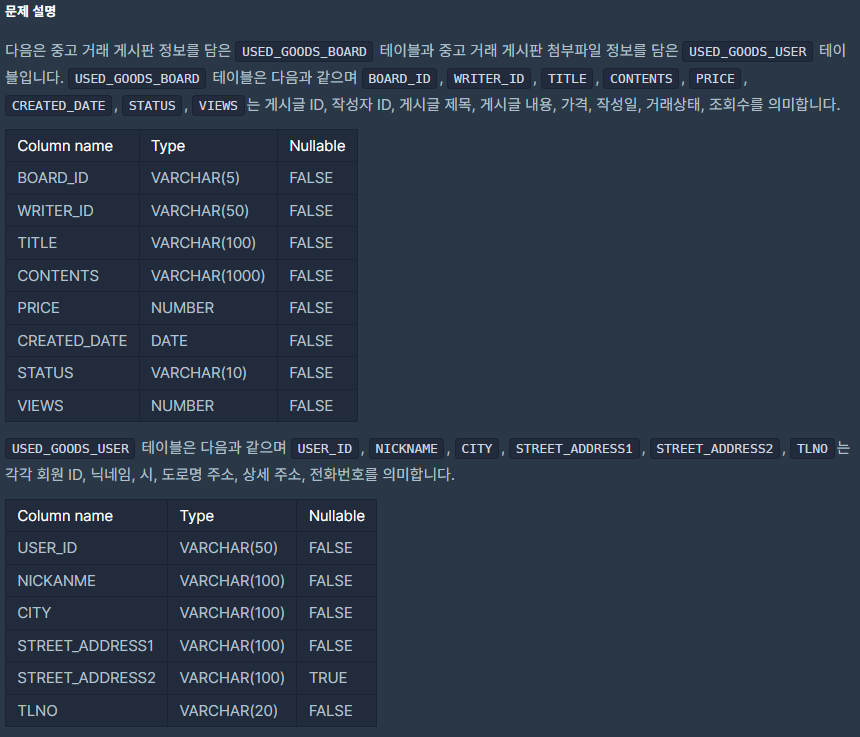 문제 설명
다음은 중고 거래 게시판 정보를 담은 USED_GOODS_BOARD 테이블과 중고 거래 게시판 첨부파일 정보를 담은 USED_GOODS_USER 테이
블입니다. USED_GOODS_BOARD 테이블은 다음과 같으며 BOARD_ID, WRITER_ID, TITLE, CONTENTS, PRICE,
CREATED_DATE, STATUS, VIEWS는 게시글 ID, 작성자 ID, 게시글 제목, 게시글 내용, 가격, 작성일, 거래상태, 조회수를 의미합니다.
Column name Type Nullable
BOARD_ID VARCHAR(5) FALSE
WRITER_ID VARCHAR(50) FALSE
TITLE VARCHAR(100) FALSE
CONTENTS VARCHAR(1000) FALSE
PRICE NUMBER FALSE
CREATED_DATE DATE FALSE
STATUS VARCHAR(10) FALSE
VIEWS NUMBER FALSE
USED_GOODS_USER 테이블은 다음과 같으며 USER_ID, NICKNAME, CITY, STREET_ADDRESS1, STREET_ADDRESS2, TLNO는
각각 회원 ID, 닉네임, 시, 도로명 주소, 상세 주소, 전화번호를 의미합니다.
Column name Type Nullable
USER_ID VARCHAR(50) FALSE
NICKANME VARCHAR(100) FALSE
CITY VARCHAR(100) FALSE
STREET_ADDRESS1 VARCHAR(100) FALSE
STREET_ADDRESS2 VARCHAR(100) TRUE
TLNO VARCHAR(20) FALSE